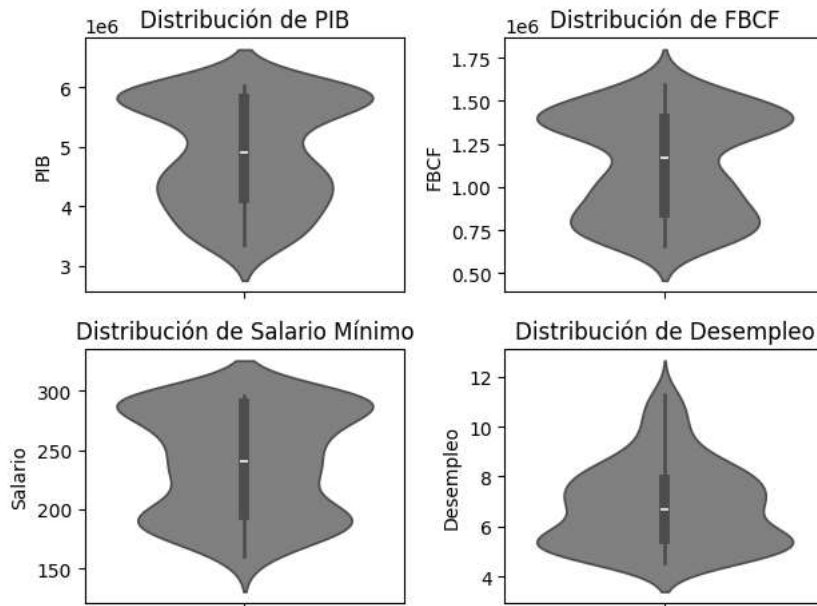 Distribución de PIB
1e6
PIB
6
5
4
3
Distribución de FBCF
1e6
FBCF
1.75
1.50
1.25
1.00
0.75
0.50
Distribución de Salario Mínimo
Salario
300
250
200
150
Distribución de Desempleo
Desempleo
12
10
8
6
4